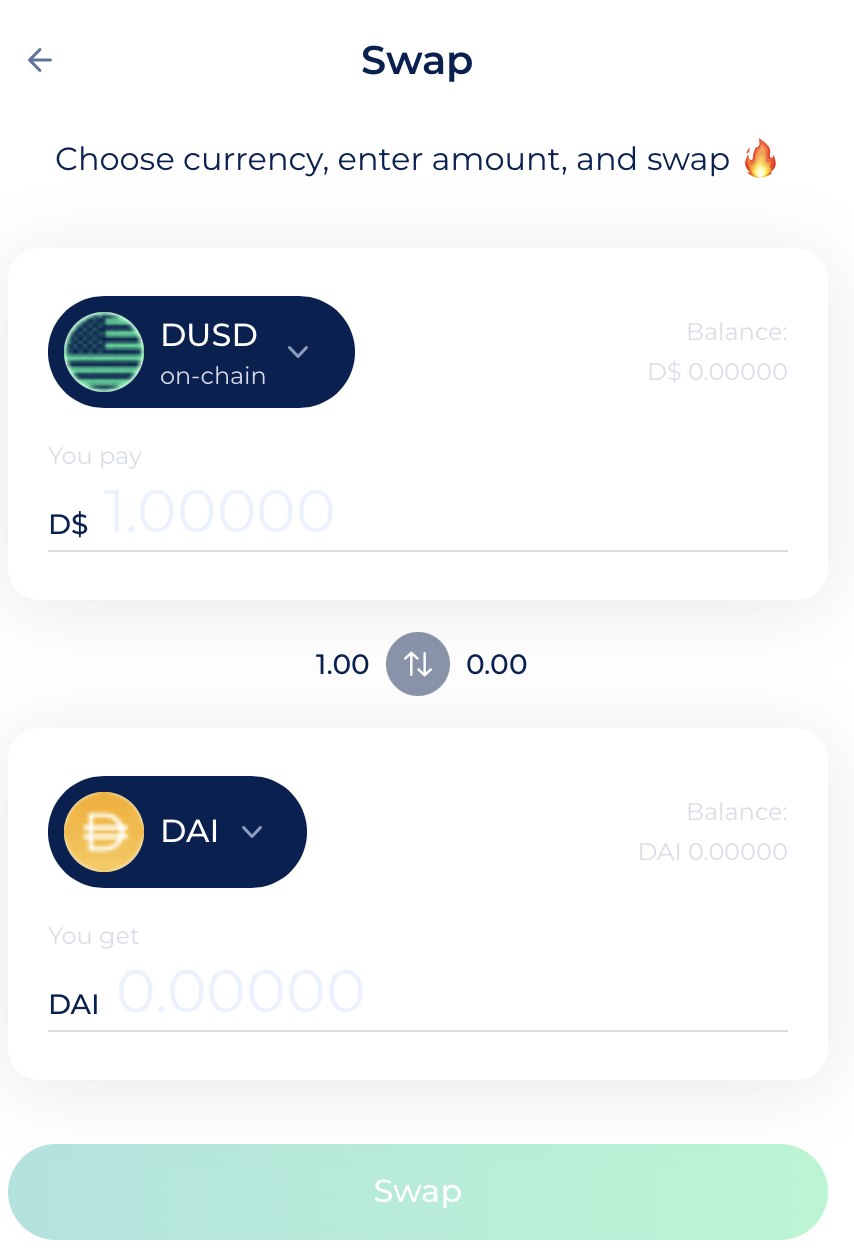 Swap
Choose currency, enter amount, and swap 🔥
DUSD
on-chain
Balance:
D$ 0.00000
You pay
D$ 1.00000
1.00 0.00
DAI
Balance:
DAI 0.00000
You get
DAI 0.00000
Swap